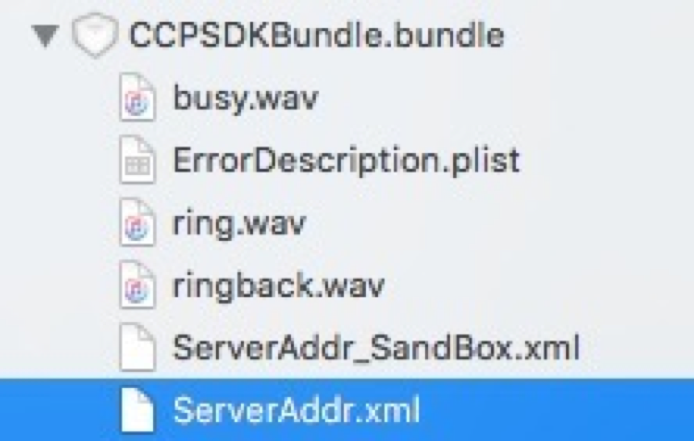 CCPSDKBundle.bundle
busy.wav
ErrorDescription.plist
ring.wav
ringback.wav
ServerAddr_SandBox.xml
ServerAddr.xml